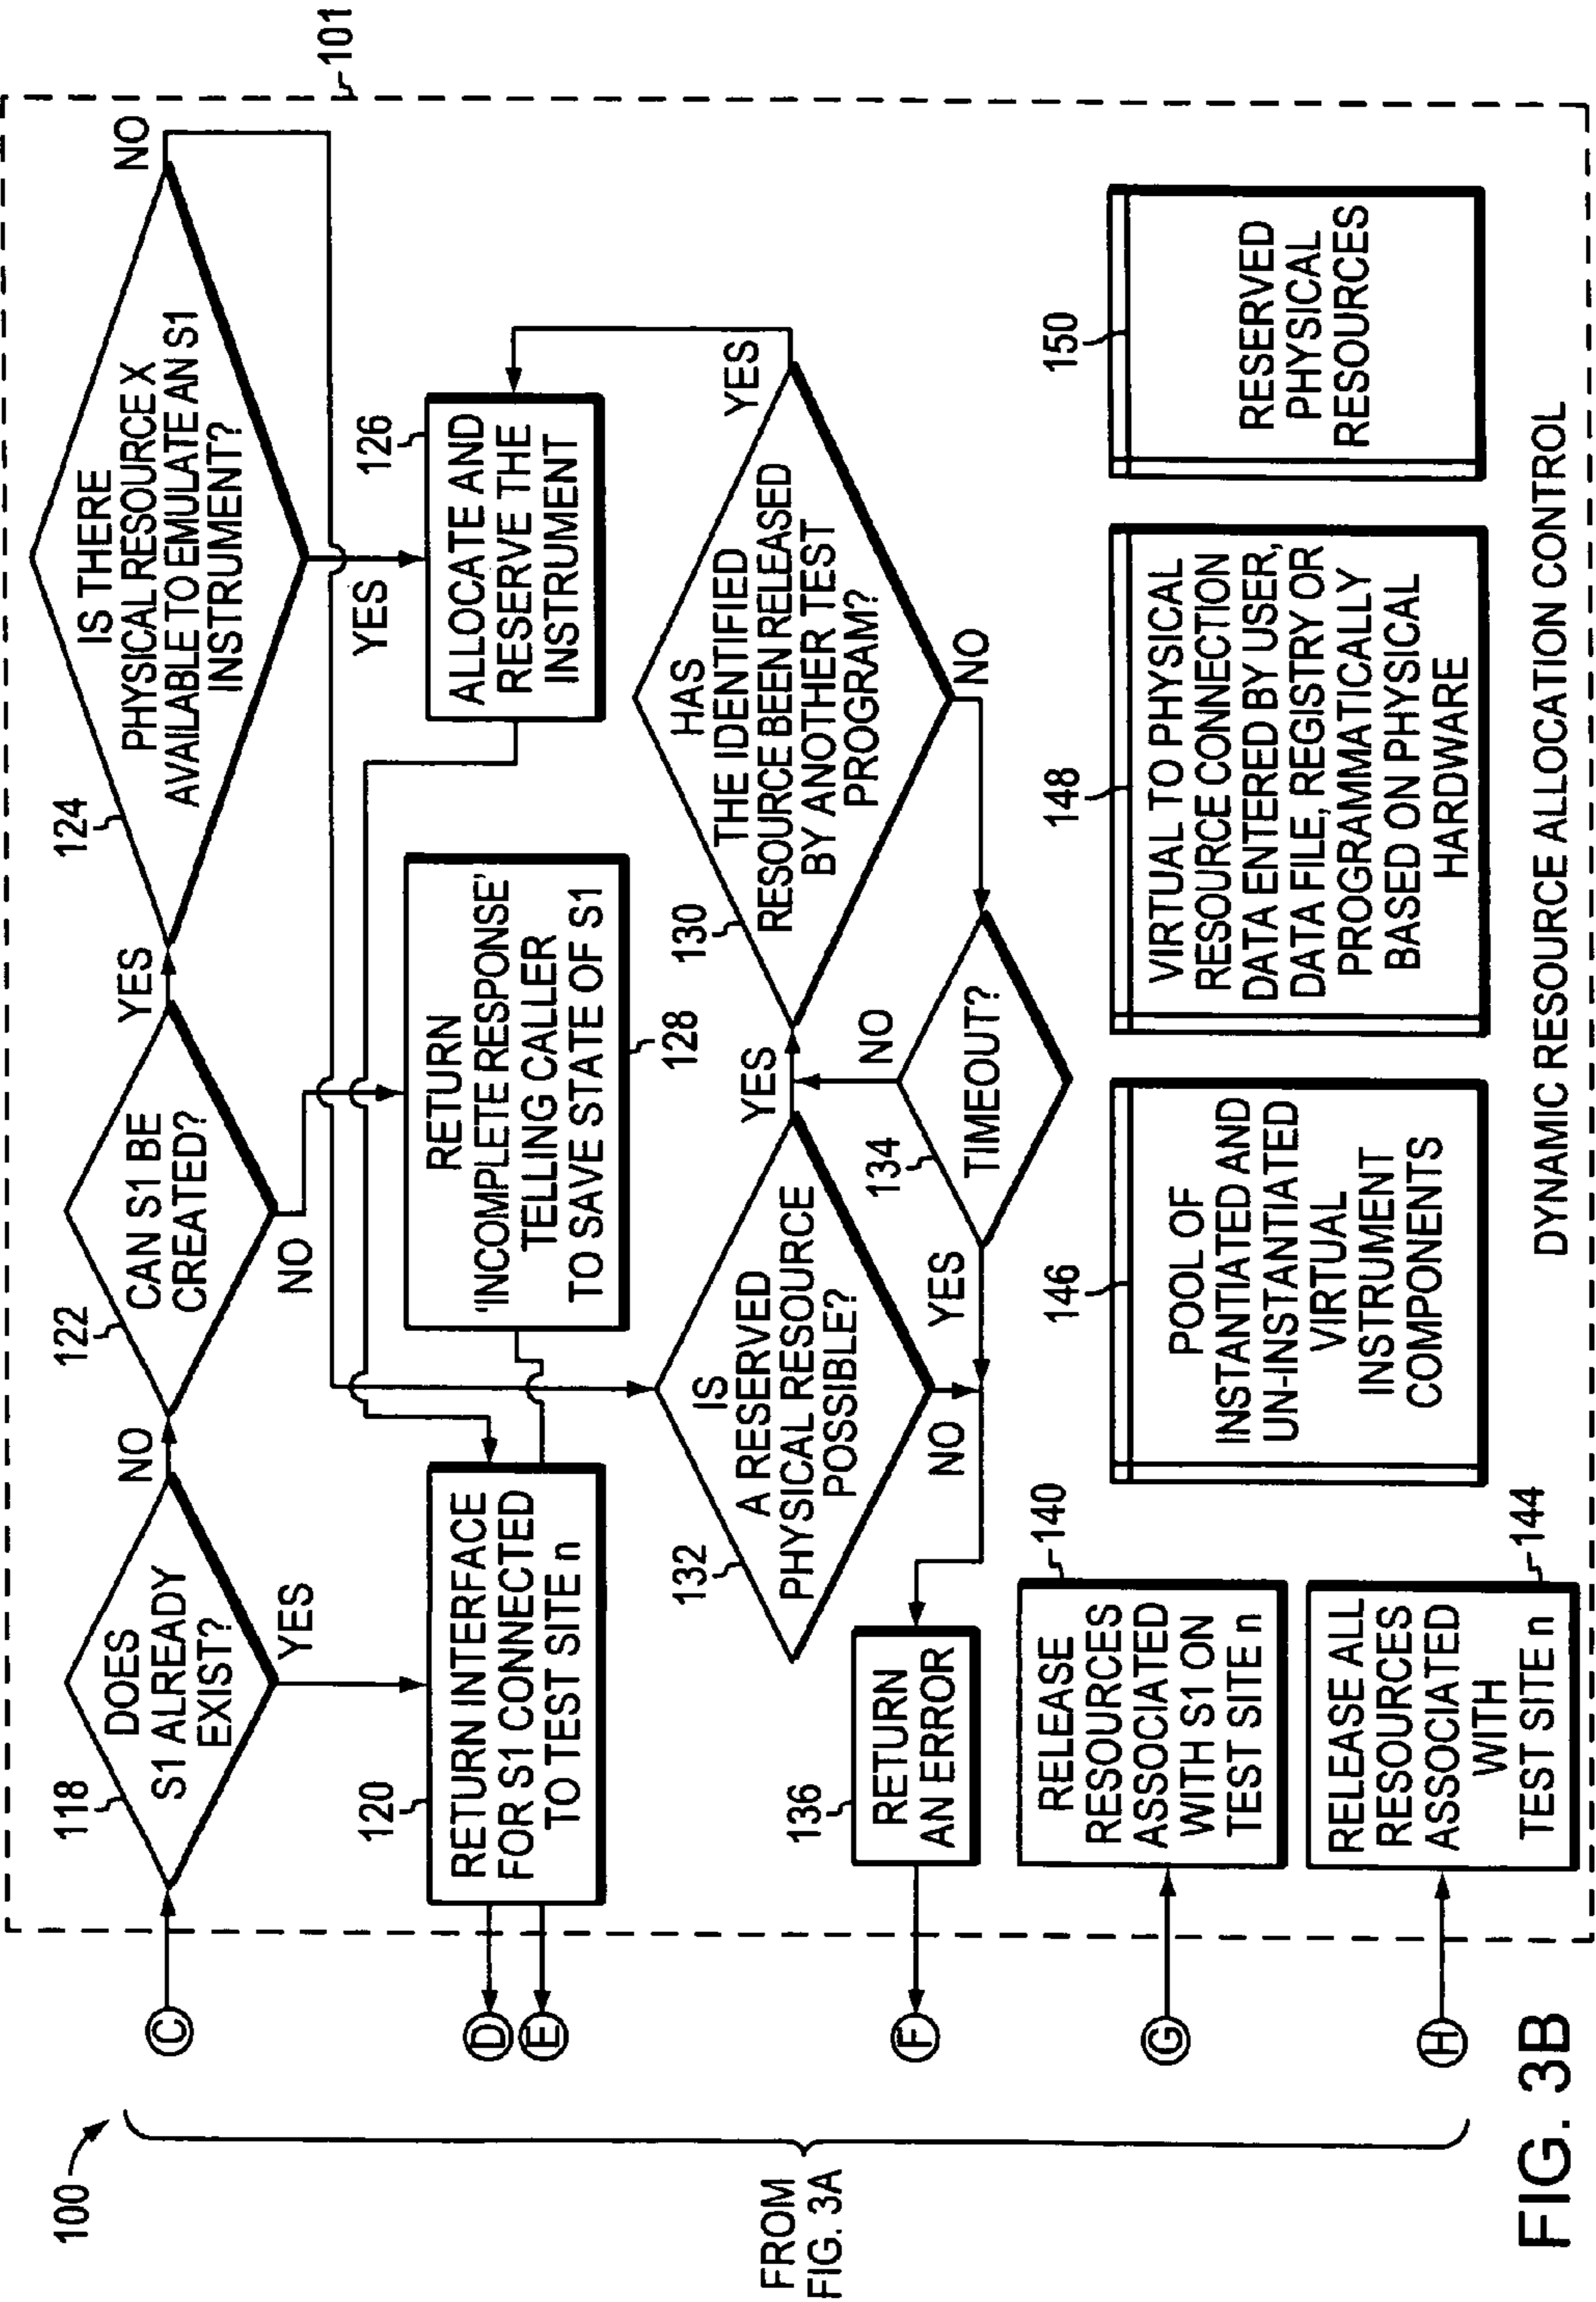 100
FROM
FIG. 3A
C
D
E
F
G
H
101
118
DOES
S1 ALREADY
EXIST?
NO
YES
122
CAN S1 BE
CREATED?
YES
NO
124
IS THERE
PHYSICAL RESOURCE X
AVAILABLE TO EMULATE AN S1
INSTRUMENT?
NO
YES
120
RETURN INTERFACE
FOR S1 CONNECTED
TO TEST SITE n
RETURN
'INCOMPLETE RESPONSE'
TELLING CALLER
TO SAVE STATE OF S1
128
126
ALLOCATE AND
RESERVE THE
INSTRUMENT
132
IS
A RESERVED
PHYSICAL RESOURCE
POSSIBLE?
YES
NO
130
HAS
THE IDENTIFIED
RESOURCE BEEN RELEASED
BY ANOTHER TEST
PROGRAM?
YES
NO
134
TIMEOUT?
NO
YES
136
RETURN
AN ERROR
140
RELEASE
RESOURCES
ASSOCIATED
WITH S1 ON
TEST SITE n
144
RELEASE ALL
RESOURCES
ASSOCIATED
WITH
TEST SITE n
146
POOL OF
INSTANTIATED AND
UN-INSTANTIATED
VIRTUAL
INSTRUMENT
COMPONENTS
148
VIRTUAL TO PHYSICAL
RESOURCE CONNECTION
DATA ENTERED BY USER,
DATA FILE, REGISTRY OR
PROGRAMMATICALLY
BASED ON PHYSICAL
HARDWARE
150
RESERVED
PHYSICAL
RESOURCES
DYNAMIC RESOURCE ALLOCATION CONTROL
FIG. 3B